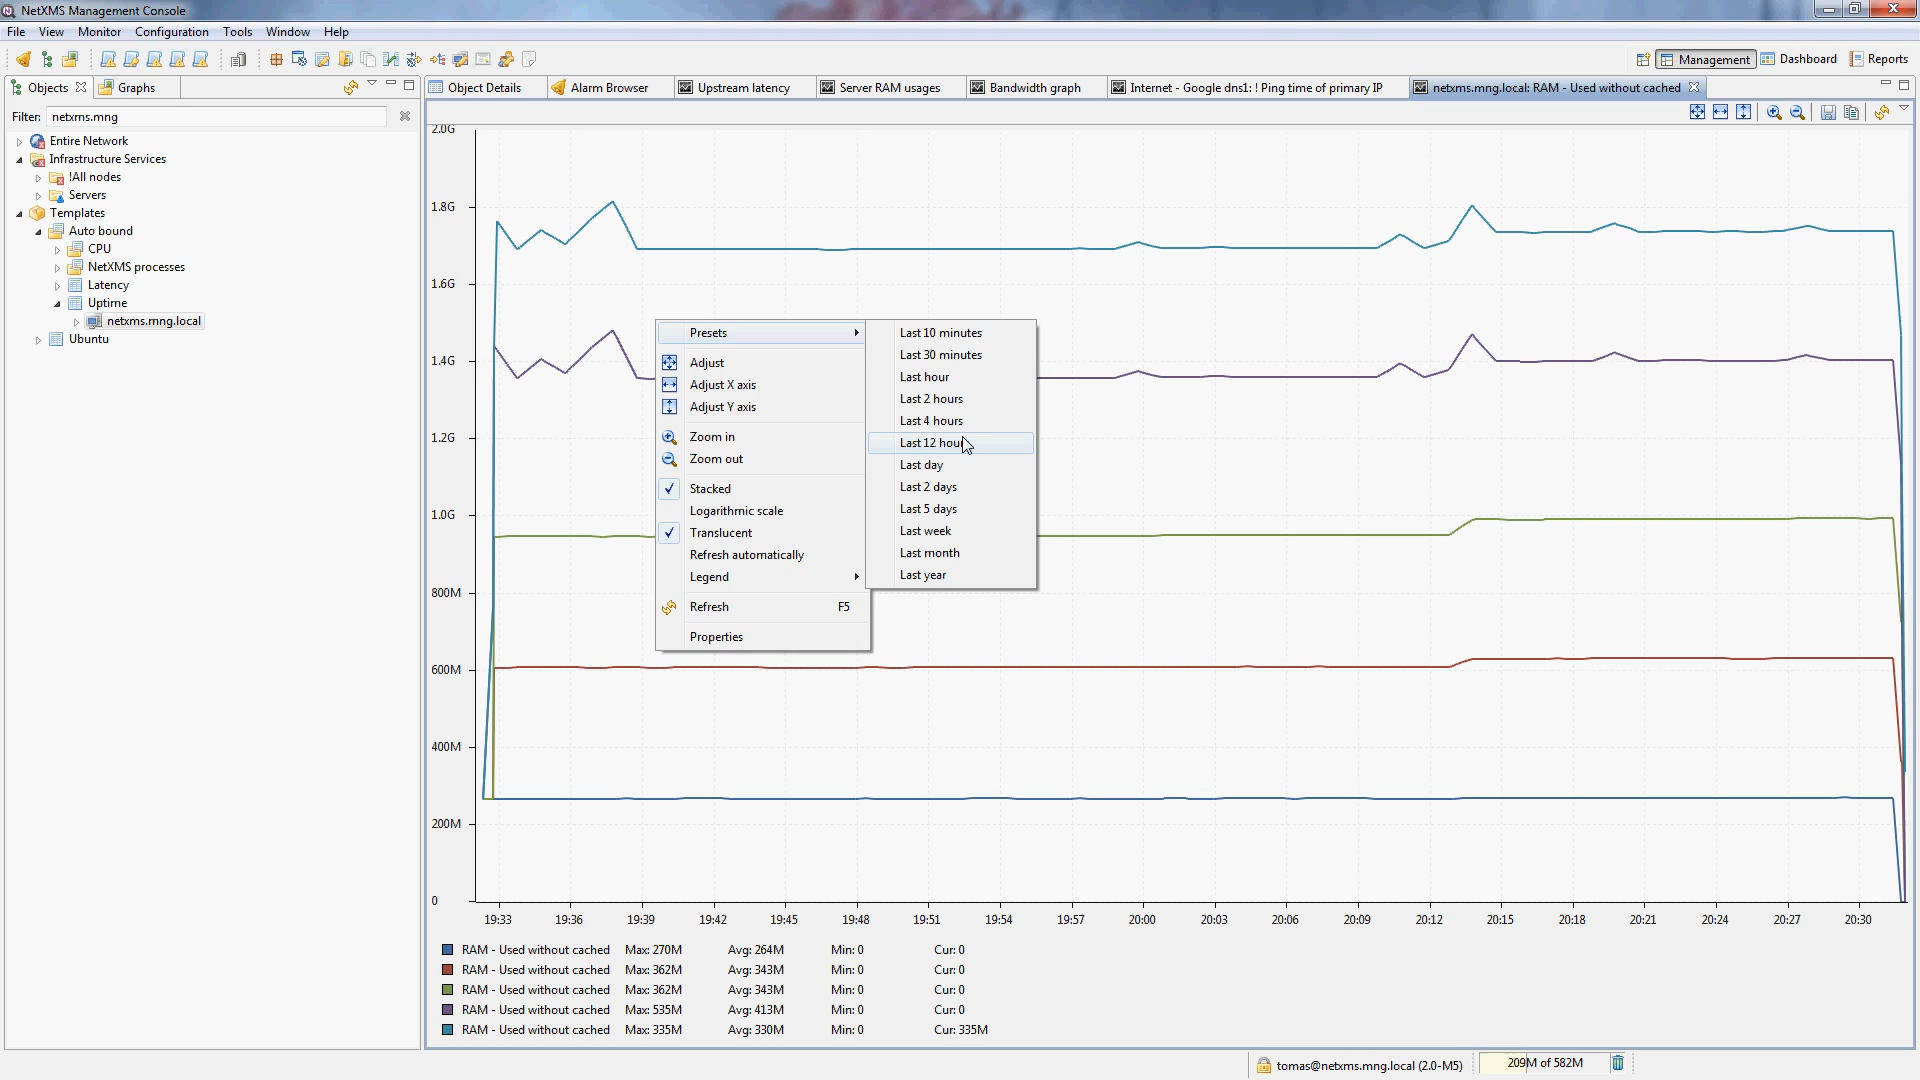 NetXMS Management Console
File View Monitor Configuration Tools Window Help
Management Dashboard Reports
Objects Graphs
Object Details Alarm Browser Upstream latency Server RAM usages Bandwidth graph Internet - Google dns1: ! Ping time of primary IP netxms.mng.local: RAM - Used without cached
Filter: netxms.mng
Entire Network
Infrastructure Services
!All nodes
Servers
Templates
Auto bound
CPU
NetXMS processes
Latency
Uptime
netxms.mng.local
Ubuntu
2.0G
1.8G
1.6G
1.4G
1.2G
1.0G
800M
600M
400M
200M
0
Presets
Adjust
Adjust X axis
Adjust Y axis
Zoom in
Zoom out
Stacked
Logarithmic scale
Translucent
Refresh automatically
Legend
Refresh F5
Properties
Last 10 minutes
Last 30 minutes
Last hour
Last 2 hours
Last 4 hours
Last 12 hou
Last day
Last 2 days
Last 5 days
Last week
Last month
Last year
19:33 19:36 19:39 19:42 19:45 19:48 19:51 19:54 19:57 20:00 20:03 20:06 20:09 20:12 20:15 20:18 20:21 20:24 20:27 20:30
RAM - Used without cached Max: 270M Avg: 264M Min: 0 Cur: 0
RAM - Used without cached Max: 362M Avg: 343M Min: 0 Cur: 0
RAM - Used without cached Max: 362M Avg: 343M Min: 0 Cur: 0
RAM - Used without cached Max: 535M Avg: 413M Min: 0 Cur: 0
RAM - Used without cached Max: 335M Avg: 330M Min: 0 Cur: 335M
tomas@netxms.mng.local (2.0-M5) 209M of 582M